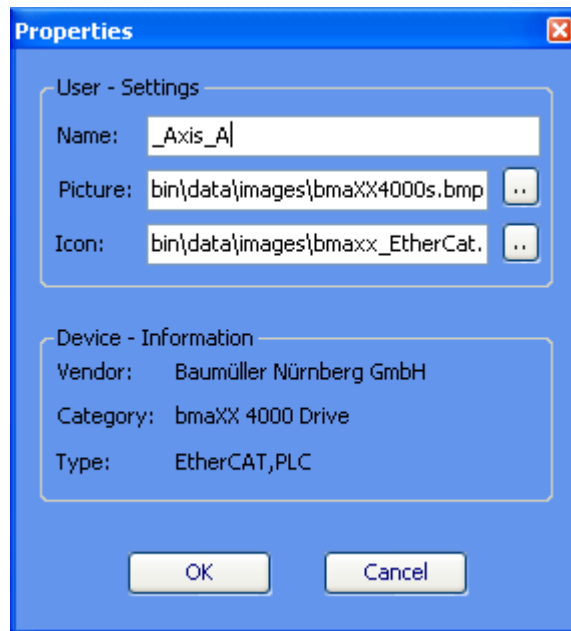 Properties
User - Settings
Name: _Axis_A
Picture: bin\data\images\bmaXX4000s.bmp ..
Icon: bin\data\images\bmaxx_EtherCat. ..
Device - Information
Vendor: Baumüller Nürnberg GmbH
Category: bmaXX 4000 Drive
Type: EtherCAT,PLC
OK Cancel